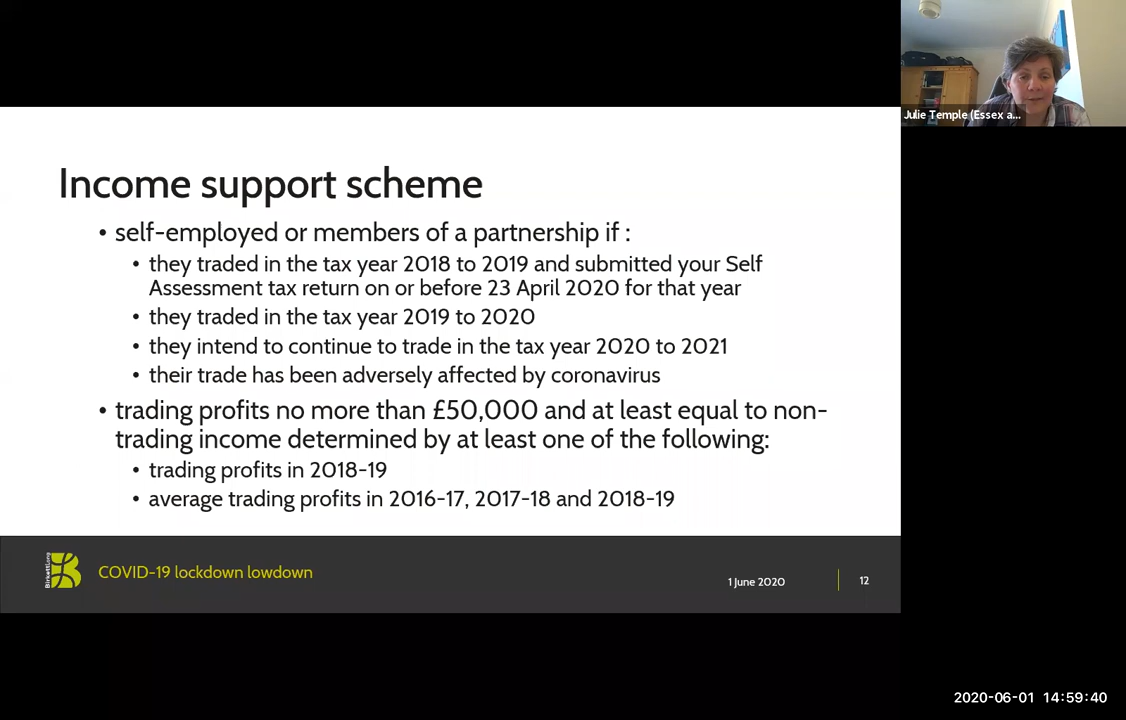 Julie Temple (Essex a...
Income support scheme
• self-employed or members of a partnership if :
• they traded in the tax year 2018 to 2019 and submitted your Self
Assessment tax return on or before 23 April 2020 for that year
• they traded in the tax year 2019 to 2020
• they intend to continue to trade in the tax year 2020 to 2021
• their trade has been adversely affected by coronavirus
• trading profits no more than £50,000 and at least equal to non-
trading income determined by at least one of the following:
• trading profits in 2018-19
• average trading profits in 2016-17, 2017-18 and 2018-19
BirkettLong
COVID-19 lockdown lowdown
1 June 2020
12
2020-06-01 14:59:40